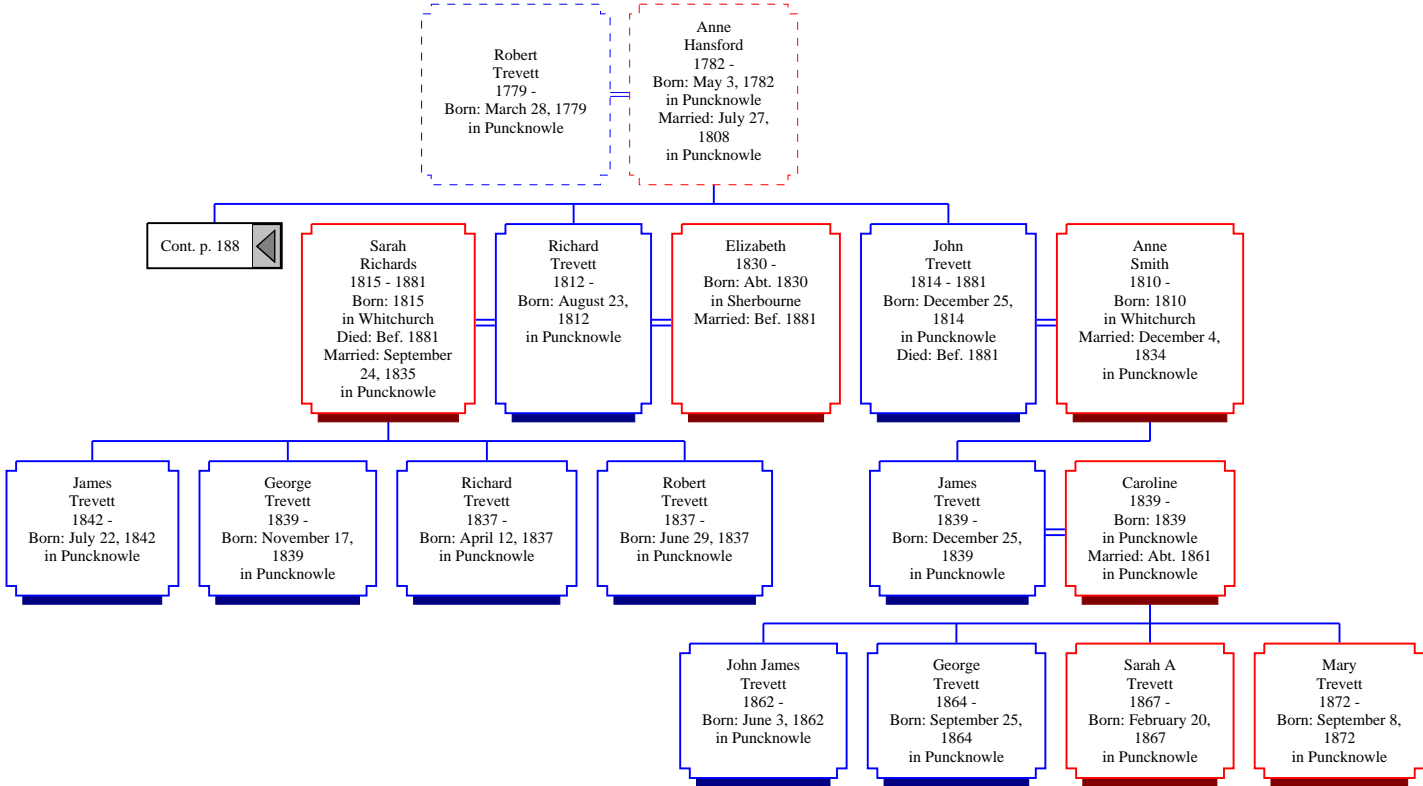 Robert
Trevett
1779 -
Born: March 28, 1779
in Puncknowle
Anne
Hansford
1782 -
Born: May 3, 1782
in Puncknowle
Married: July 27,
1808
in Puncknowle
Cont. p. 188
Sarah
Richards
1815 - 1881
Born: 1815
in Whitchurch
Died: Bef. 1881
Married: September
24, 1835
in Puncknowle
Richard
Trevett
1812 -
Born: August 23,
1812
in Puncknowle
Elizabeth
1830 -
Born: Abt. 1830
in Sherbourne
Married: Bef. 1881
John
Trevett
1814 - 1881
Born: December 25,
1814
in Puncknowle
Died: Bef. 1881
Anne
Smith
1810 -
Born: 1810
in Whitchurch
Married: December 4,
1834
in Puncknowle
James
Trevett
1842 -
Born: July 22, 1842
in Puncknowle
George
Trevett
1839 -
Born: November 17,
1839
in Puncknowle
Richard
Trevett
1837 -
Born: April 12, 1837
in Puncknowle
Robert
Trevett
1837 -
Born: June 29, 1837
in Puncknowle
James
Trevett
1839 -
Born: December 25,
1839
in Puncknowle
Caroline
1839 -
Born: 1839
in Puncknowle
Married: Abt. 1861
in Puncknowle
John James
Trevett
1862 -
Born: June 3, 1862
in Puncknowle
George
Trevett
1864 -
Born: September 25,
1864
in Puncknowle
Sarah A
Trevett
1867 -
Born: February 20,
1867
in Puncknowle
Mary
Trevett
1872 -
Born: September 8,
1872
in Puncknowle